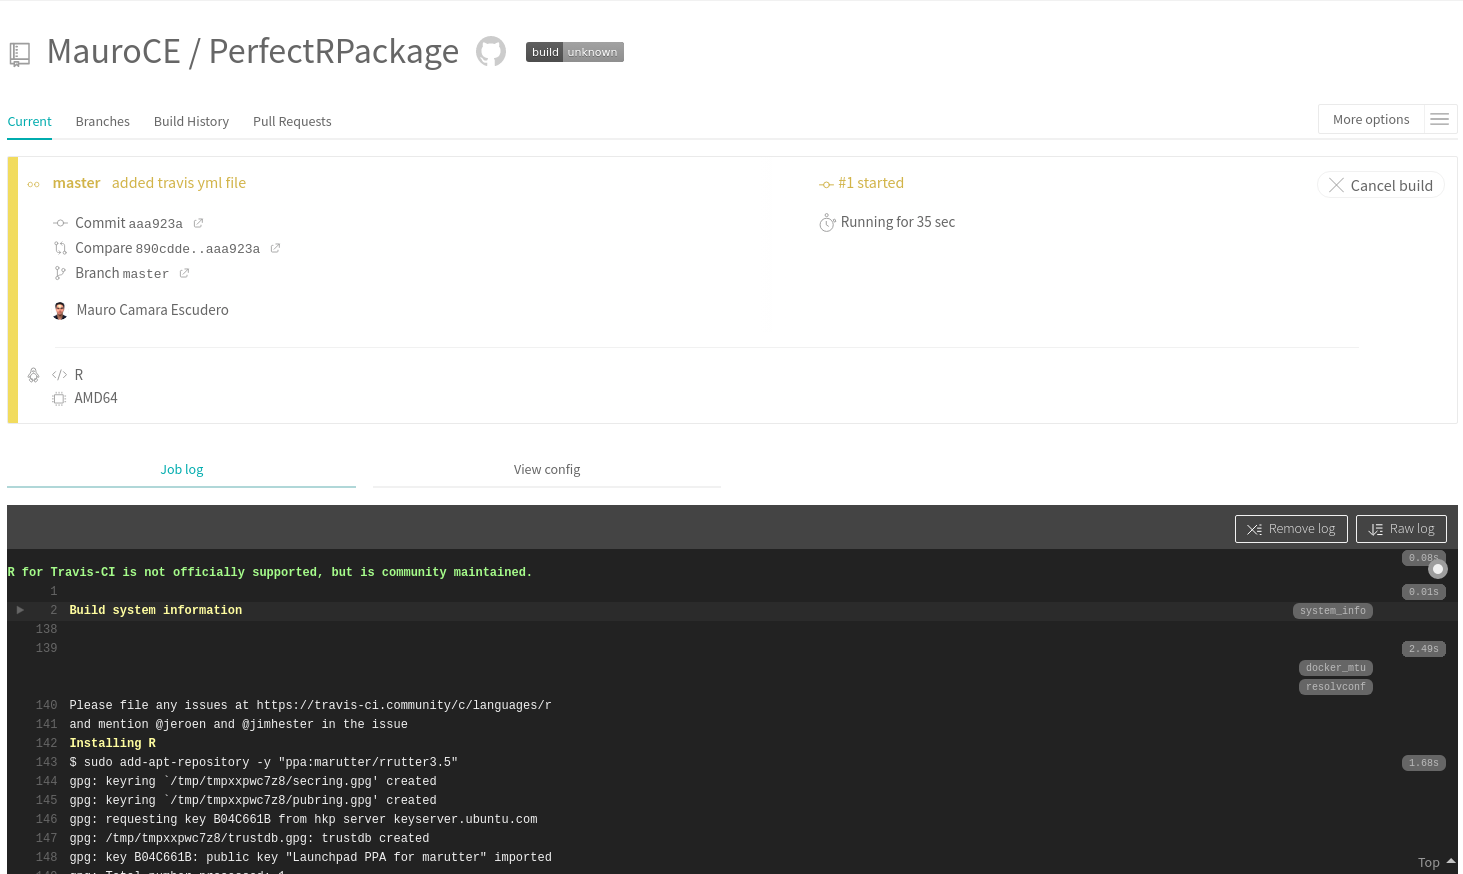 MauroCE / PerfectRPackage build unknown
Current Branches Build History Pull Requests More options
master added travis yml file #1 started Cancel build
Commit aaa923a Running for 35 sec
Compare 890cdde..aaa923a
Branch master
Mauro Camara Escudero
R
AMD64
Job log View config
Remove log Raw log
0.08s
R for Travis-CI is not officially supported, but is community maintained.
1 0.01s
2 Build system information system_info
138
139 2.49s
docker_mtu
resolvconf
140 Please file any issues at https://travis-ci.community/c/languages/r
141 and mention @jeroen and @jimhester in the issue
142 Installing R
143 $ sudo add-apt-repository -y "ppa:marutter/rrutter3.5" 1.68s
144 gpg: keyring `/tmp/tmpxxpwc7z8/secring.gpg' created
145 gpg: keyring `/tmp/tmpxxpwc7z8/pubring.gpg' created
146 gpg: requesting key B04C661B from hkp server keyserver.ubuntu.com
147 gpg: /tmp/tmpxxpwc7z8/trustdb.gpg: trustdb created
148 gpg: key B04C661B: public key "Launchpad PPA for marutter" imported
Top